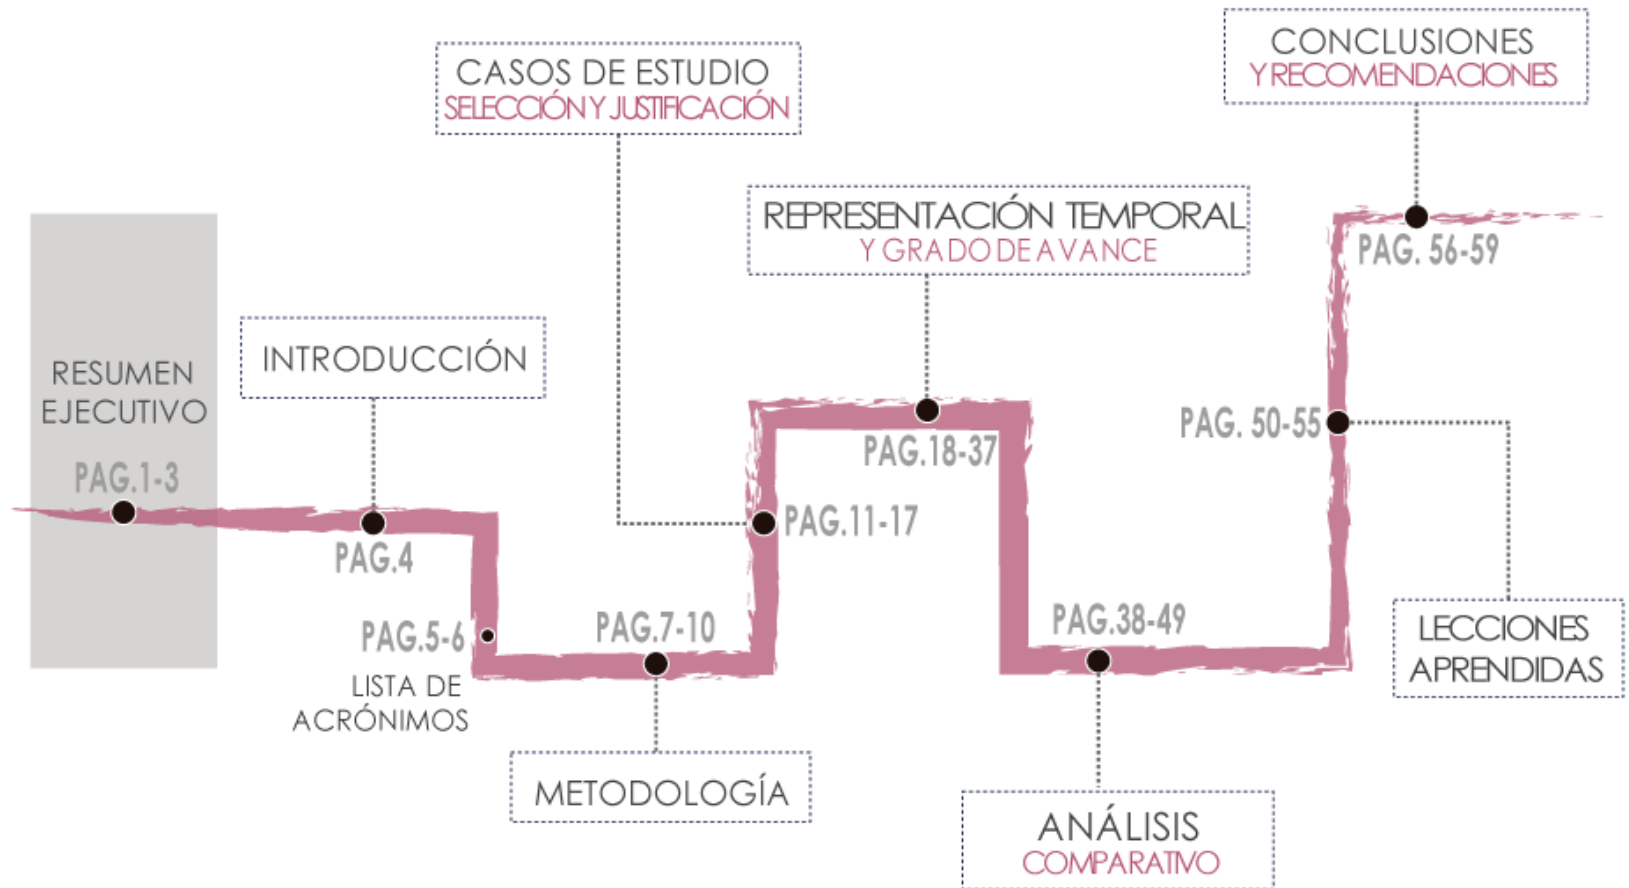 RESUMEN
EJECUTIVO
PAG.1-3
INTRODUCCIÓN
PAG.4
PAG.5-6
LISTA DE
ACRÓNIMOS
PAG.7-10
METODOLOGÍA
CASOS DE ESTUDIO
SELECCIÓN Y JUSTIFICACIÓN
PAG.11-17
REPRESENTACIÓN TEMPORAL
Y GRADO DE AVANCE
PAG.18-37
PAG.38-49
ANÁLISIS
COMPARATIVO
PAG. 50-55
LECCIONES
APRENDIDAS
CONCLUSIONES
Y RECOMENDACIONES
PAG. 56-59